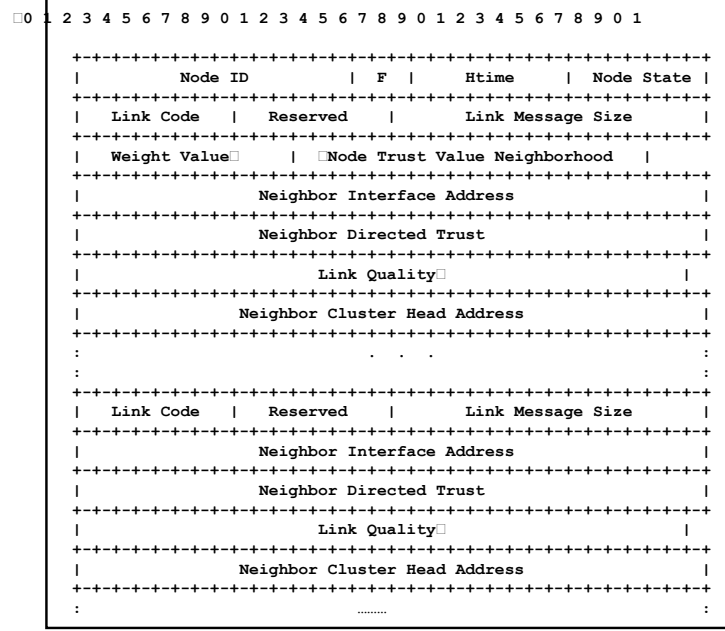 □0 1 2 3 4 5 6 7 8 9 0 1 2 3 4 5 6 7 8 9 0 1 2 3 4 5 6 7 8 9 0 1
+-+-+-+-+-+-+-+-+-+-+-+-+-+-+-+-+-+-+-+-+-+-+-+-+-+-+-+-+-+-+-+-+
| Node ID | F | Htime | Node State |
+-+-+-+-+-+-+-+-+-+-+-+-+-+-+-+-+-+-+-+-+-+-+-+-+-+-+-+-+-+-+-+-+
| Link Code | Reserved | Link Message Size |
+-+-+-+-+-+-+-+-+-+-+-+-+-+-+-+-+-+-+-+-+-+-+-+-+-+-+-+-+-+-+-+-+
| Weight Value□ | □Node Trust Value Neighborhood |
+-+-+-+-+-+-+-+-+-+-+-+-+-+-+-+-+-+-+-+-+-+-+-+-+-+-+-+-+-+-+-+-+
| Neighbor Interface Address |
+-+-+-+-+-+-+-+-+-+-+-+-+-+-+-+-+-+-+-+-+-+-+-+-+-+-+-+-+-+-+-+-+
| Neighbor Directed Trust |
+-+-+-+-+-+-+-+-+-+-+-+-+-+-+-+-+-+-+-+-+-+-+-+-+-+-+-+-+-+-+-+-+
| Link Quality□ |
+-+-+-+-+-+-+-+-+-+-+-+-+-+-+-+-+-+-+-+-+-+-+-+-+-+-+-+-+-+-+-+-+
| Neighbor Cluster Head Address |
+-+-+-+-+-+-+-+-+-+-+-+-+-+-+-+-+-+-+-+-+-+-+-+-+-+-+-+-+-+-+-+-+
: . . . :
: :
+-+-+-+-+-+-+-+-+-+-+-+-+-+-+-+-+-+-+-+-+-+-+-+-+-+-+-+-+-+-+-+-+
| Link Code | Reserved | Link Message Size |
+-+-+-+-+-+-+-+-+-+-+-+-+-+-+-+-+-+-+-+-+-+-+-+-+-+-+-+-+-+-+-+-+
| Neighbor Interface Address |
+-+-+-+-+-+-+-+-+-+-+-+-+-+-+-+-+-+-+-+-+-+-+-+-+-+-+-+-+-+-+-+-+
| Neighbor Directed Trust |
+-+-+-+-+-+-+-+-+-+-+-+-+-+-+-+-+-+-+-+-+-+-+-+-+-+-+-+-+-+-+-+-+
| Link Quality□ |
+-+-+-+-+-+-+-+-+-+-+-+-+-+-+-+-+-+-+-+-+-+-+-+-+-+-+-+-+-+-+-+-+
| Neighbor Cluster Head Address |
+-+-+-+-+-+-+-+-+-+-+-+-+-+-+-+-+-+-+-+-+-+-+-+-+-+-+-+-+-+-+-+-+
: ……… :